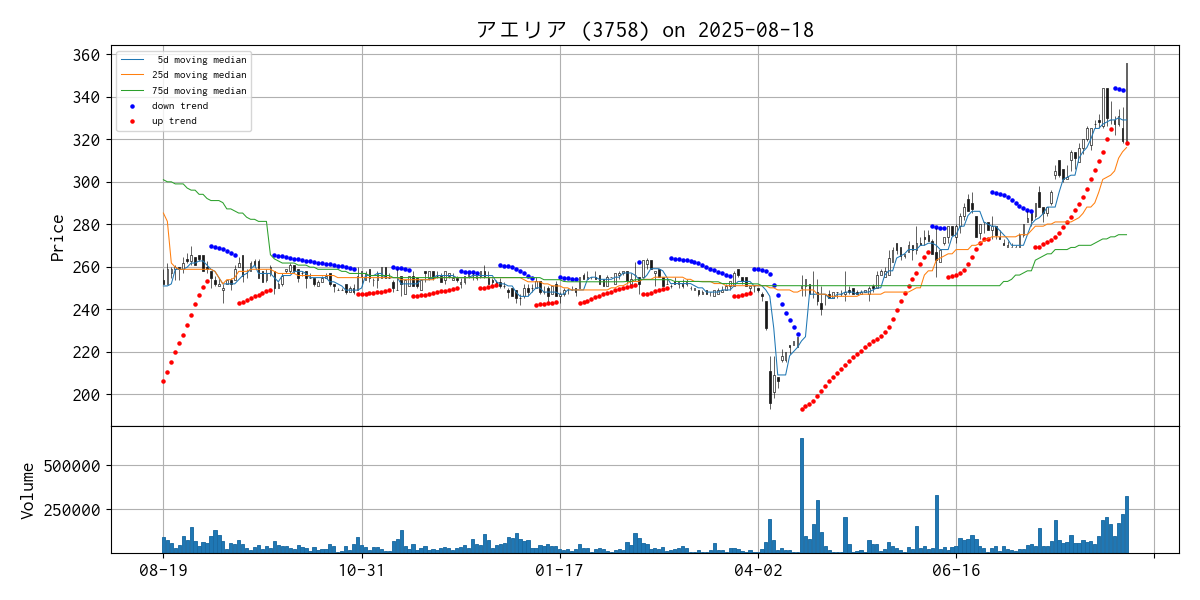 アエリア (3758) on 2025-08-18
5d moving median
25d moving median
75d moving median
down trend
up trend
Price
360
340
320
300
280
260
240
220
200
Volume
500000
250000
08-19 10-31 01-17 04-02 06-16